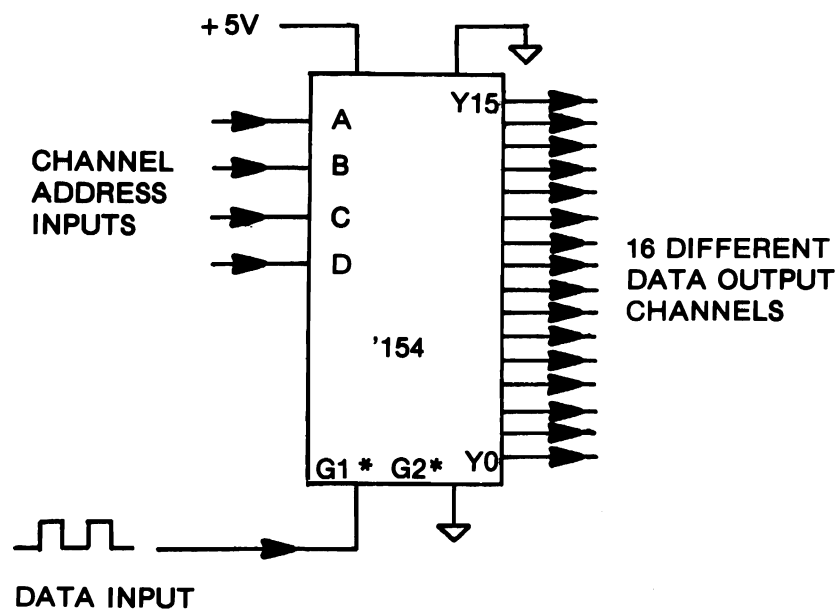 +5V
Y15
A
CHANNEL
ADDRESS
INPUTS
B
C
D
16 DIFFERENT
DATA OUTPUT
CHANNELS
'154
G1 * G2* Y0
DATA INPUT